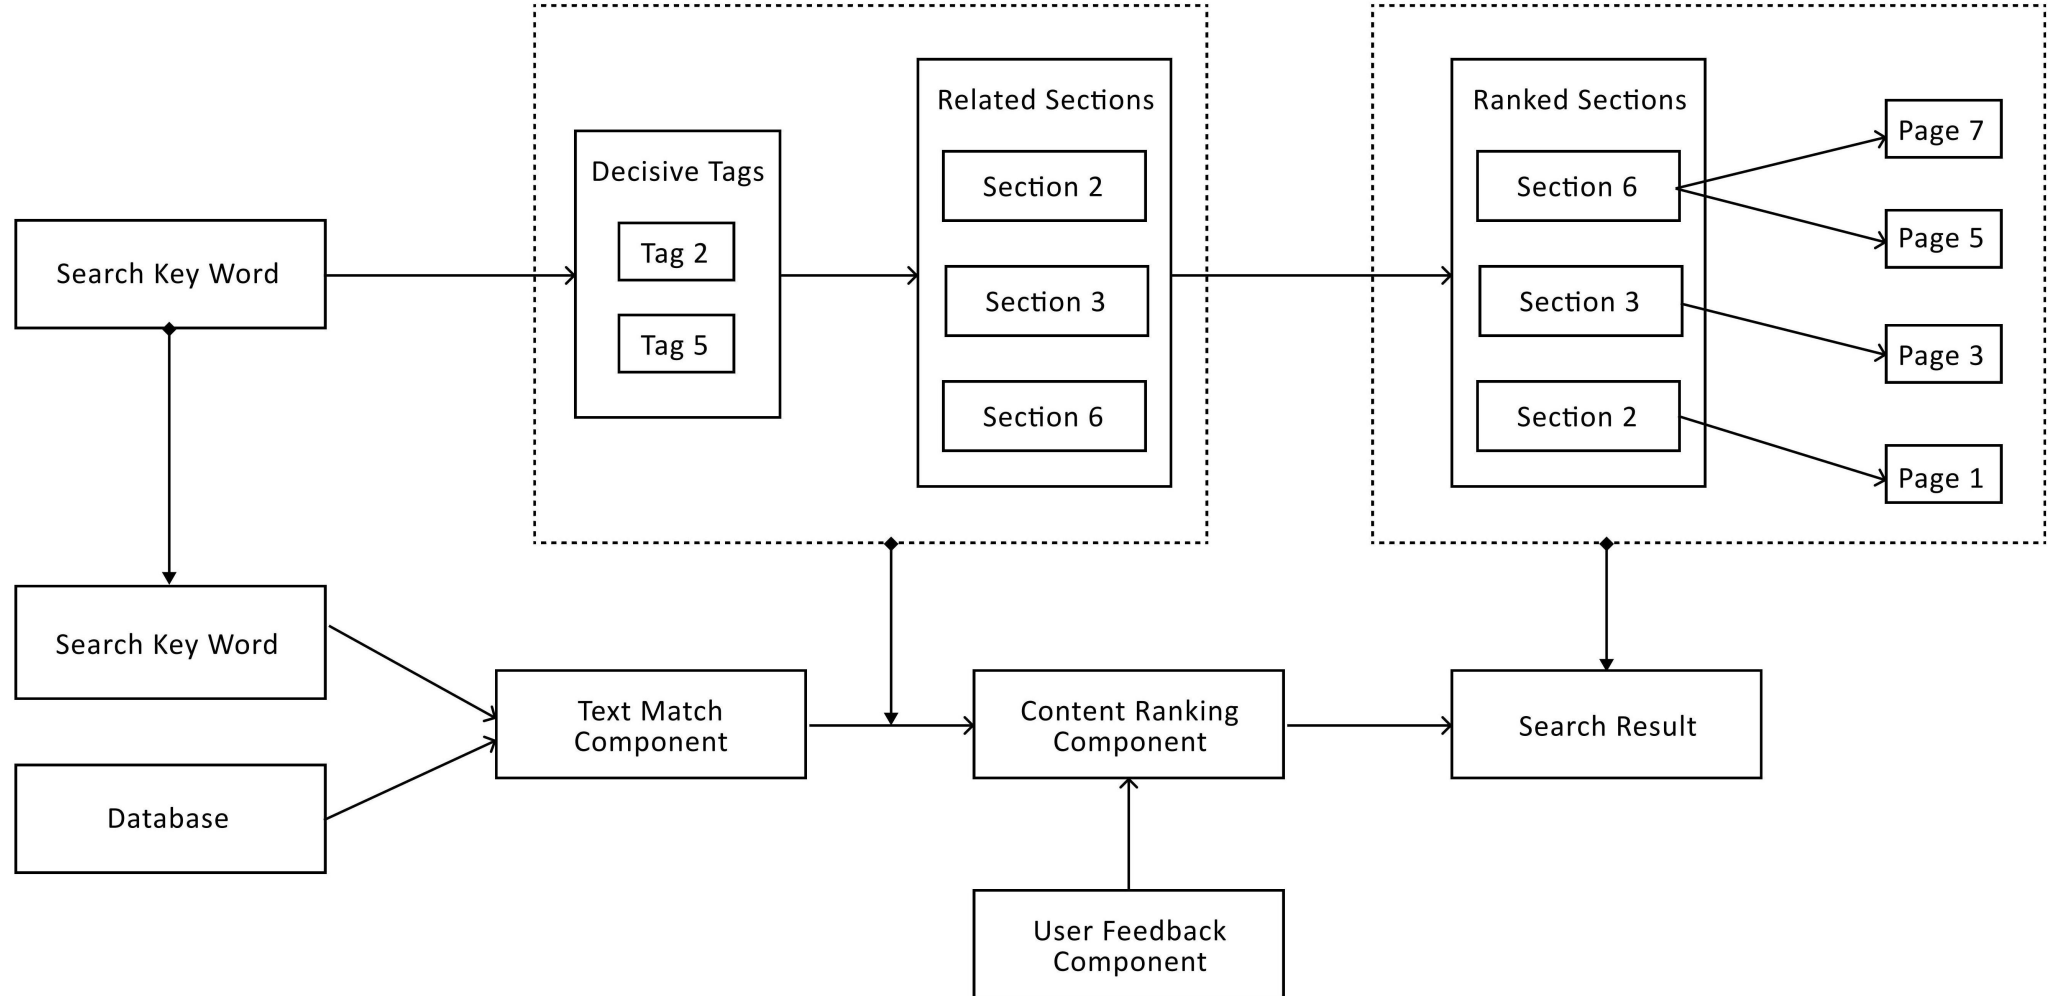 Search Key Word
Decisive Tags
Tag 2
Tag 5
Related Sections
Section 2
Section 3
Section 6
Ranked Sections
Section 6
Section 3
Section 2
Page 7
Page 5
Page 3
Page 1
Search Key Word
Database
Text Match
Component
Content Ranking
Component
Search Result
User Feedback
Component